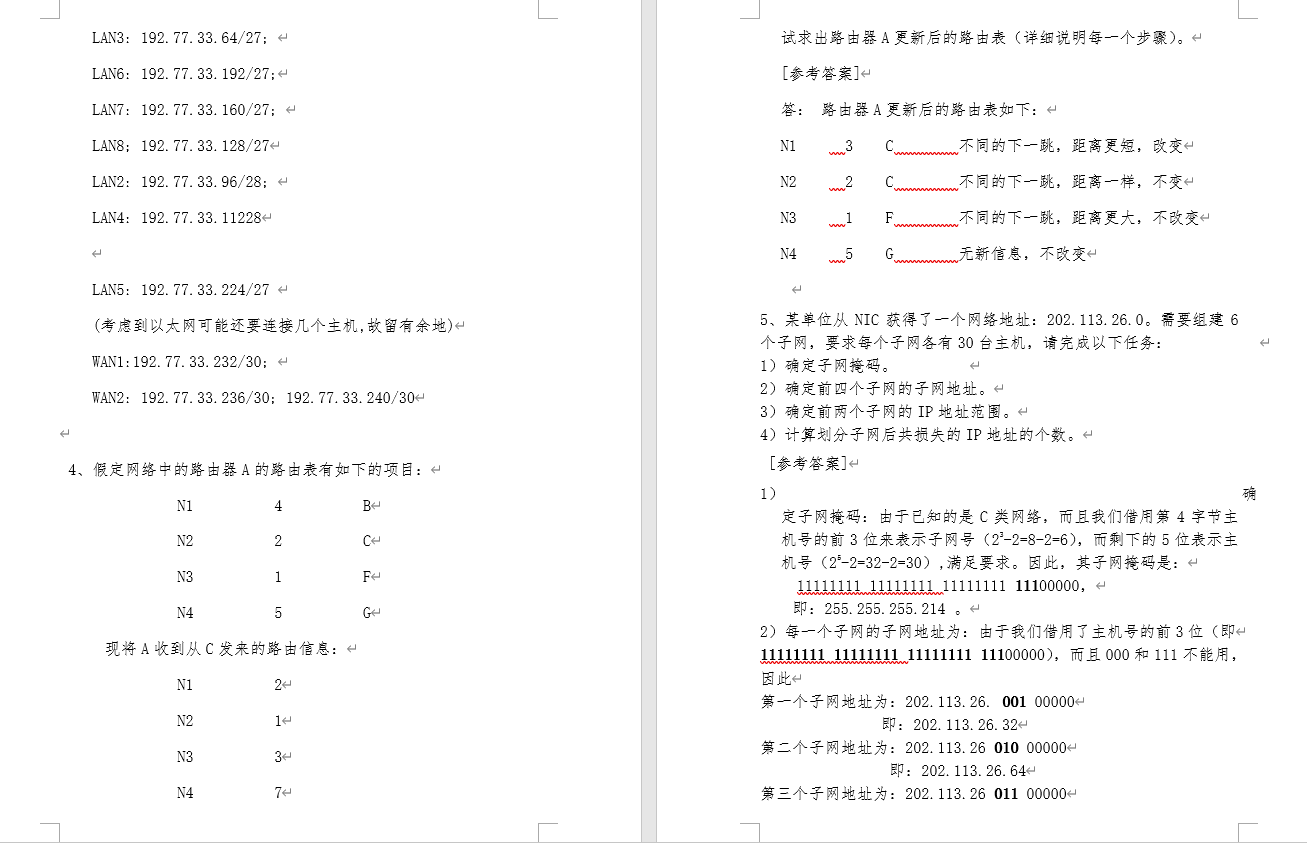 LAN3：192.77.33.64/27；
LAN6：192.77.33.192/27;
LAN7：192.77.33.160/27；
LAN8；192.77.33.128/27
LAN2：192.77.33.96/28；
LAN4：192.77.33.11228
LAN5：192.77.33.224/27
(考虑到以太网可能还要连接几个主机,故留有余地)
WAN1:192.77.33.232/30；
WAN2：192.77.33.236/30；192.77.33.240/30
4、假定网络中的路由器 A 的路由表有如下的项目：
N1 4 B
N2 2 C
N3 1 F
N4 5 G
现将 A 收到从 C 发来的路由信息：
N1 2
N2 1
N3 3
N4 7
试求出路由器 A 更新后的路由表（详细说明每一个步骤）。
[参考答案]
答： 路由器 A 更新后的路由表如下：
N1 3 C 不同的下一跳，距离更短，改变
N2 2 C 不同的下一跳，距离一样，不变
N3 1 F 不同的下一跳，距离更大，不改变
N4 5 G 无新信息，不改变
5、某单位从 NIC 获得了一个网络地址：202.113.26.0。需要组建 6
个子网，要求每个子网各有 30 台主机，请完成以下任务：
1）确定子网掩码。
2）确定前四个子网的子网地址。
3）确定前两个子网的 IP 地址范围。
4）计算划分子网后共损失的 IP 地址的个数。
[参考答案]
1） 确
定子网掩码：由于已知的是 C 类网络，而且我们借用第 4 字节主
机号的前 3 位来表示子网号（2³-2=8-2=6），而剩下的 5 位表示主
机号（2⁵-2=32-2=30）,满足要求。因此，其子网掩码是：
11111111 11111111 11111111 11100000，
即：255.255.255.214 。
2）每一个子网的子网地址为：由于我们借用了主机号的前 3 位（即
11111111 11111111 11111111 11100000），而且 000 和 111 不能用，
因此
第一个子网地址为：202.113.26. 001 00000
即：202.113.26.32
第二个子网地址为：202.113.26 010 00000
即：202.113.26.64
第三个子网地址为：202.113.26 011 00000